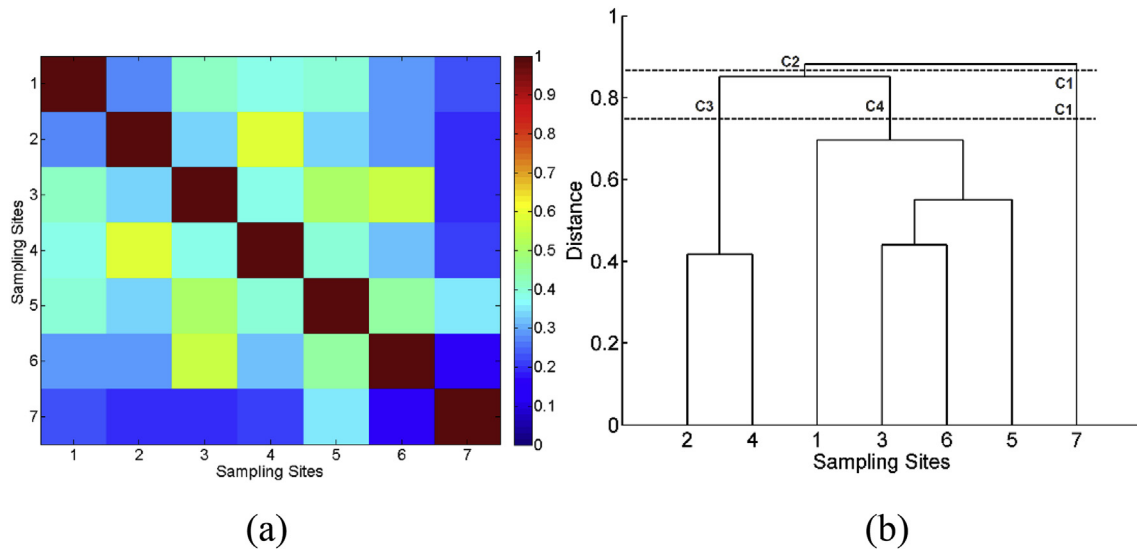 1
2
3
4
5
6
7
Sampling Sites
1 2 3 4 5 6 7
Sampling Sites
1
0.9
0.8
0.7
0.6
0.5
0.4
0.3
0.2
0.1
0
(a)
1
0.8
0.6
0.4
0.2
0
Distance
C2
C1
C3 C4 C1
2 4 1 3 6 5 7
Sampling Sites
(b)